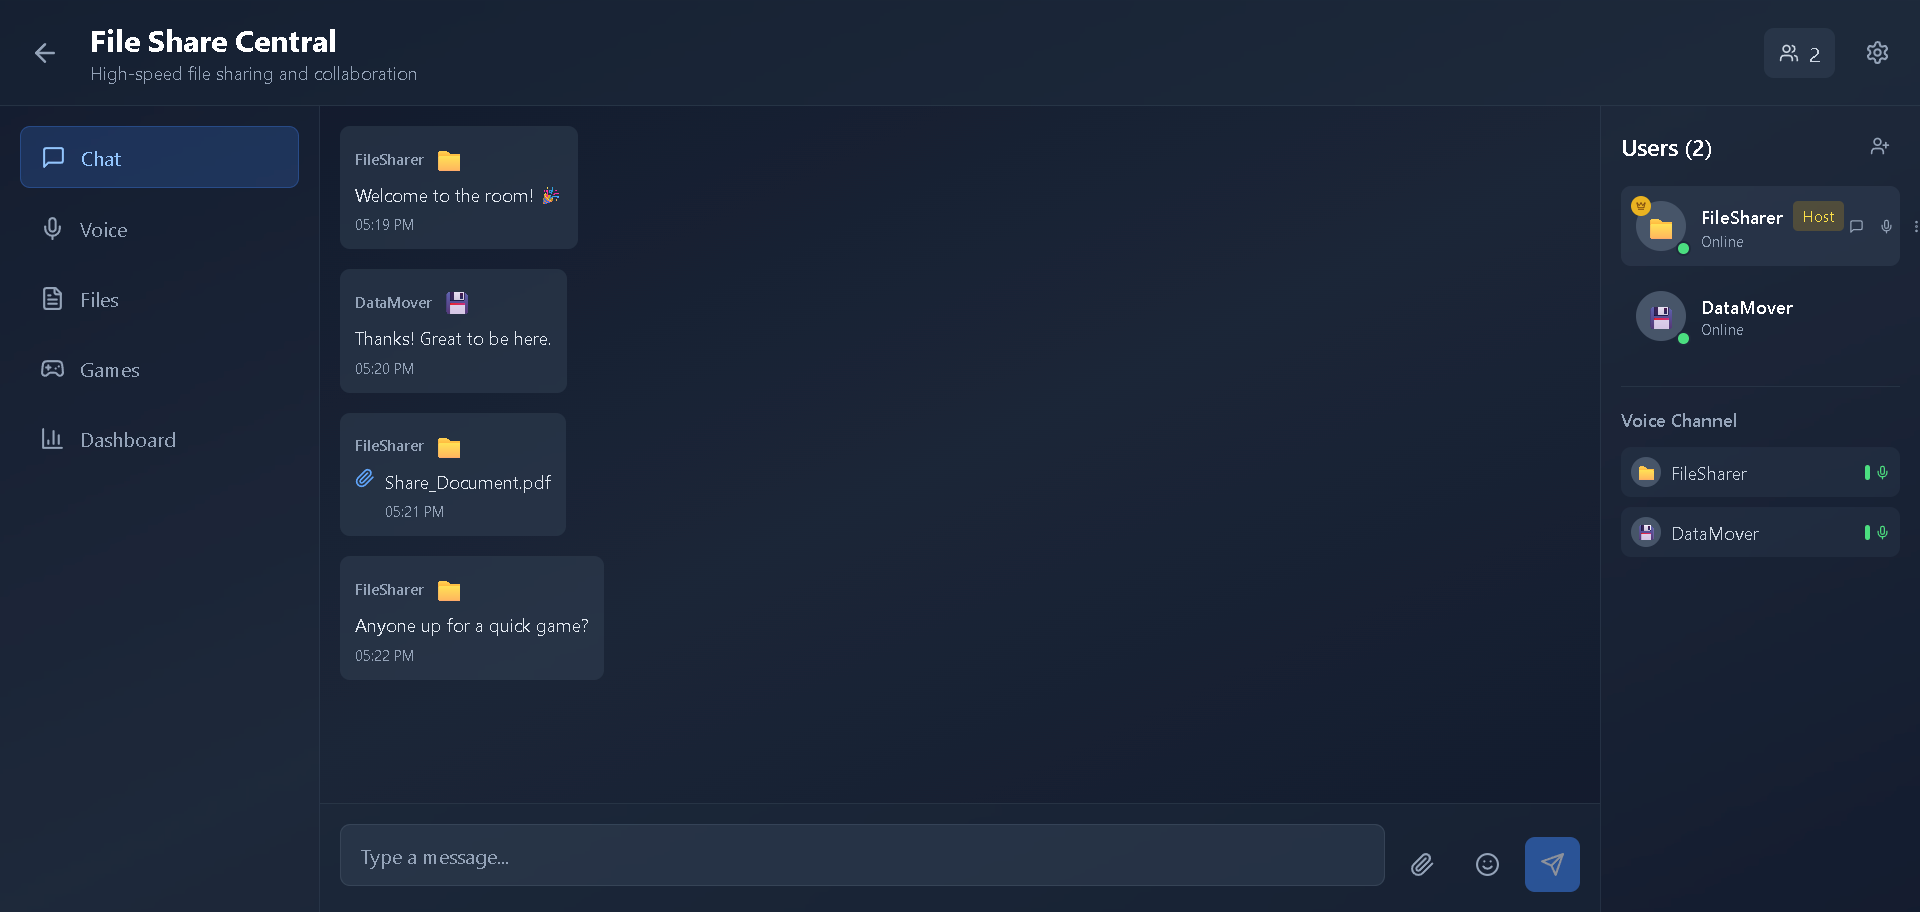 File Share Central
High-speed file sharing and collaboration
2
Chat
Voice
Files
Games
Dashboard
FileSharer
Welcome to the room! 🎉
05:19 PM
DataMover
Thanks! Great to be here.
05:20 PM
FileSharer
Share_Document.pdf
05:21 PM
FileSharer
Anyone up for a quick game?
05:22 PM
Type a message...
Users (2)
FileSharer Host
Online
DataMover
Online
Voice Channel
FileSharer
DataMover